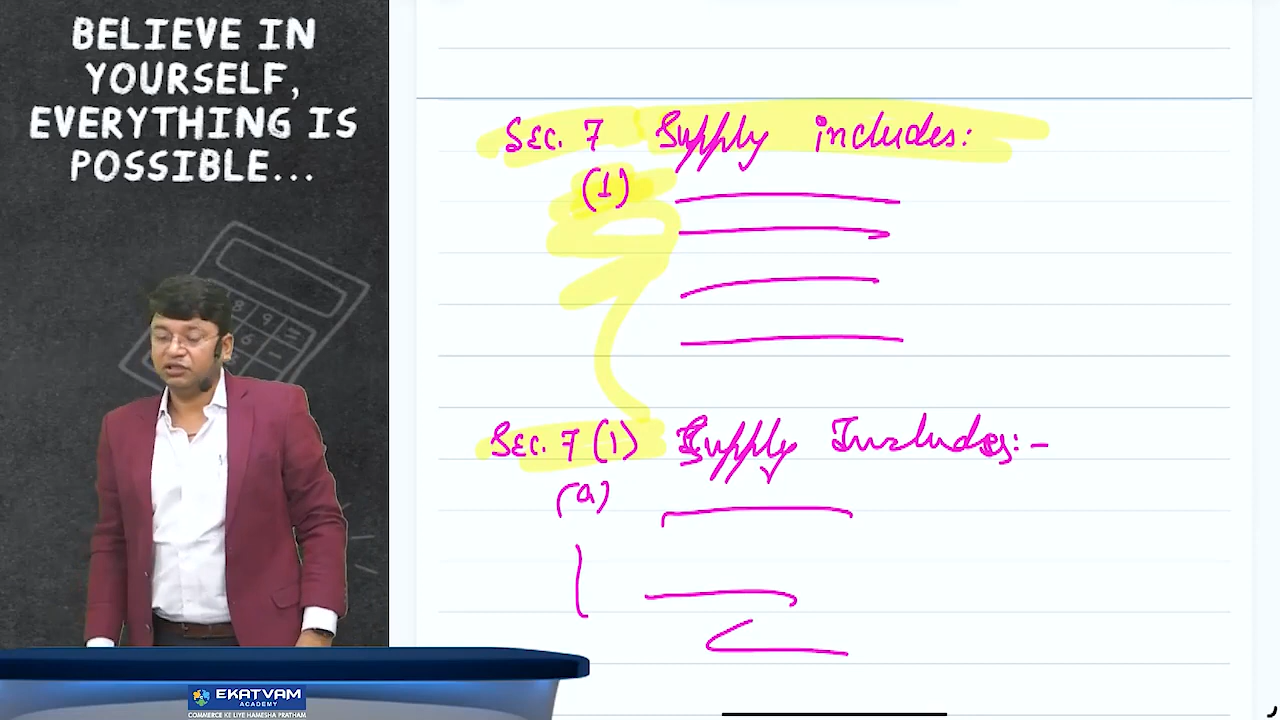 BELIEVE IN
YOURSELF,
EVERYTHING IS
POSSIBLE...
Sec. 7 Supply includes:
(1)
Sec. 7 (1) Supply Includes:-
(a)
EKATVAM
ACADEMY
COMMERCE KE LIYE HAMESHA PRATHAM